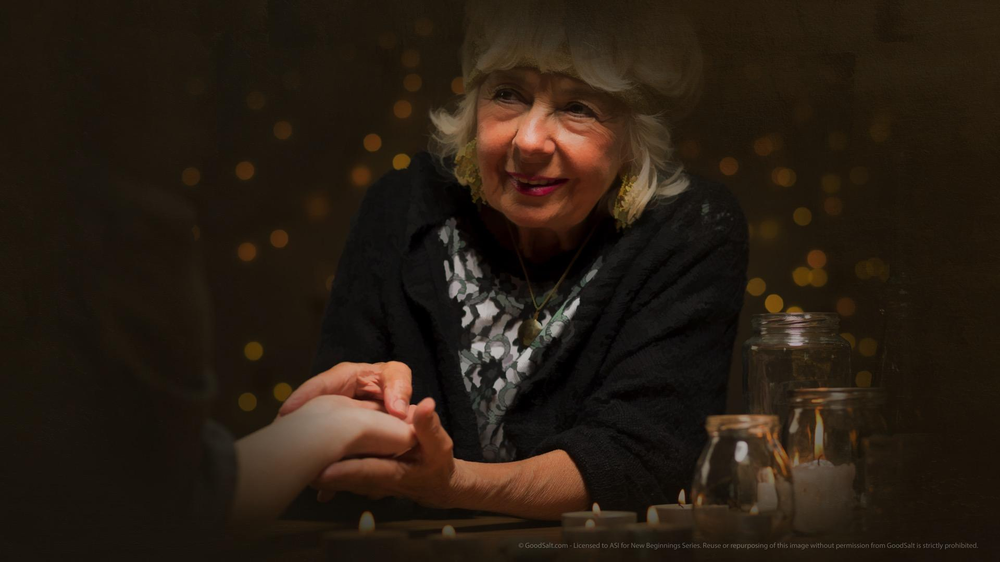 © GoodSalt.com - Licensed to ASI for New Beginnings Series. Reuse or repurposing of this image without permission from GoodSalt is strictly prohibited.